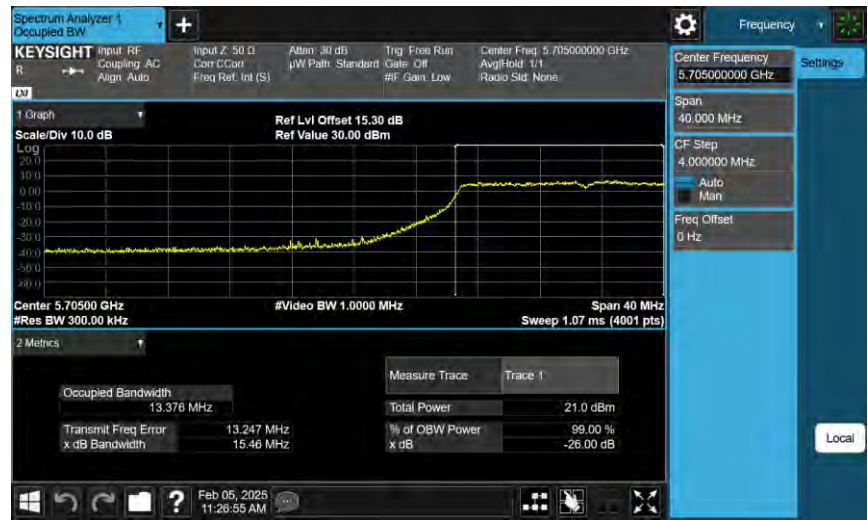 Spectrum Analyzer 1
Occupied BW
Frequency
KEYSIGHT
R
LXI
Input: RF
Coupling: AC
Align: Auto
Input Z: 50 Ω
Corr CCorr
Freq Ref: Int (S)
Atten: 30 dB
µW Path: Standard
Trig: Free Run
Gate: Off
#IF Gain: Low
Center Freq: 5.705000000 GHz
Avg|Hold: 1/1
Radio Std: None
Center Frequency
5.705000000 GHz
Settings
Span
40.000 MHz
CF Step
4.000000 MHz
Auto
Man
Freq Offset
0 Hz
1 Graph
Scale/Div 10.0 dB
Ref Lvl Offset 15.30 dB
Ref Value 30.00 dBm
Log
20.0
10.0
0.00
-10.0
-20.0
-30.0
-40.0
-50.0
-60.0
Center 5.70500 GHz
#Res BW 300.00 kHz
#Video BW 1.0000 MHz
Span 40 MHz
Sweep 1.07 ms (4001 pts)
2 Metrics
Measure Trace Trace 1
Occupied Bandwidth
13.376 MHz
Total Power 21.0 dBm
Transmit Freq Error 13.247 MHz
% of OBW Power 99.00 %
x dB Bandwidth 15.46 MHz
x dB -26.00 dB
Local
?
Feb 05, 2025
11:26:55 AM